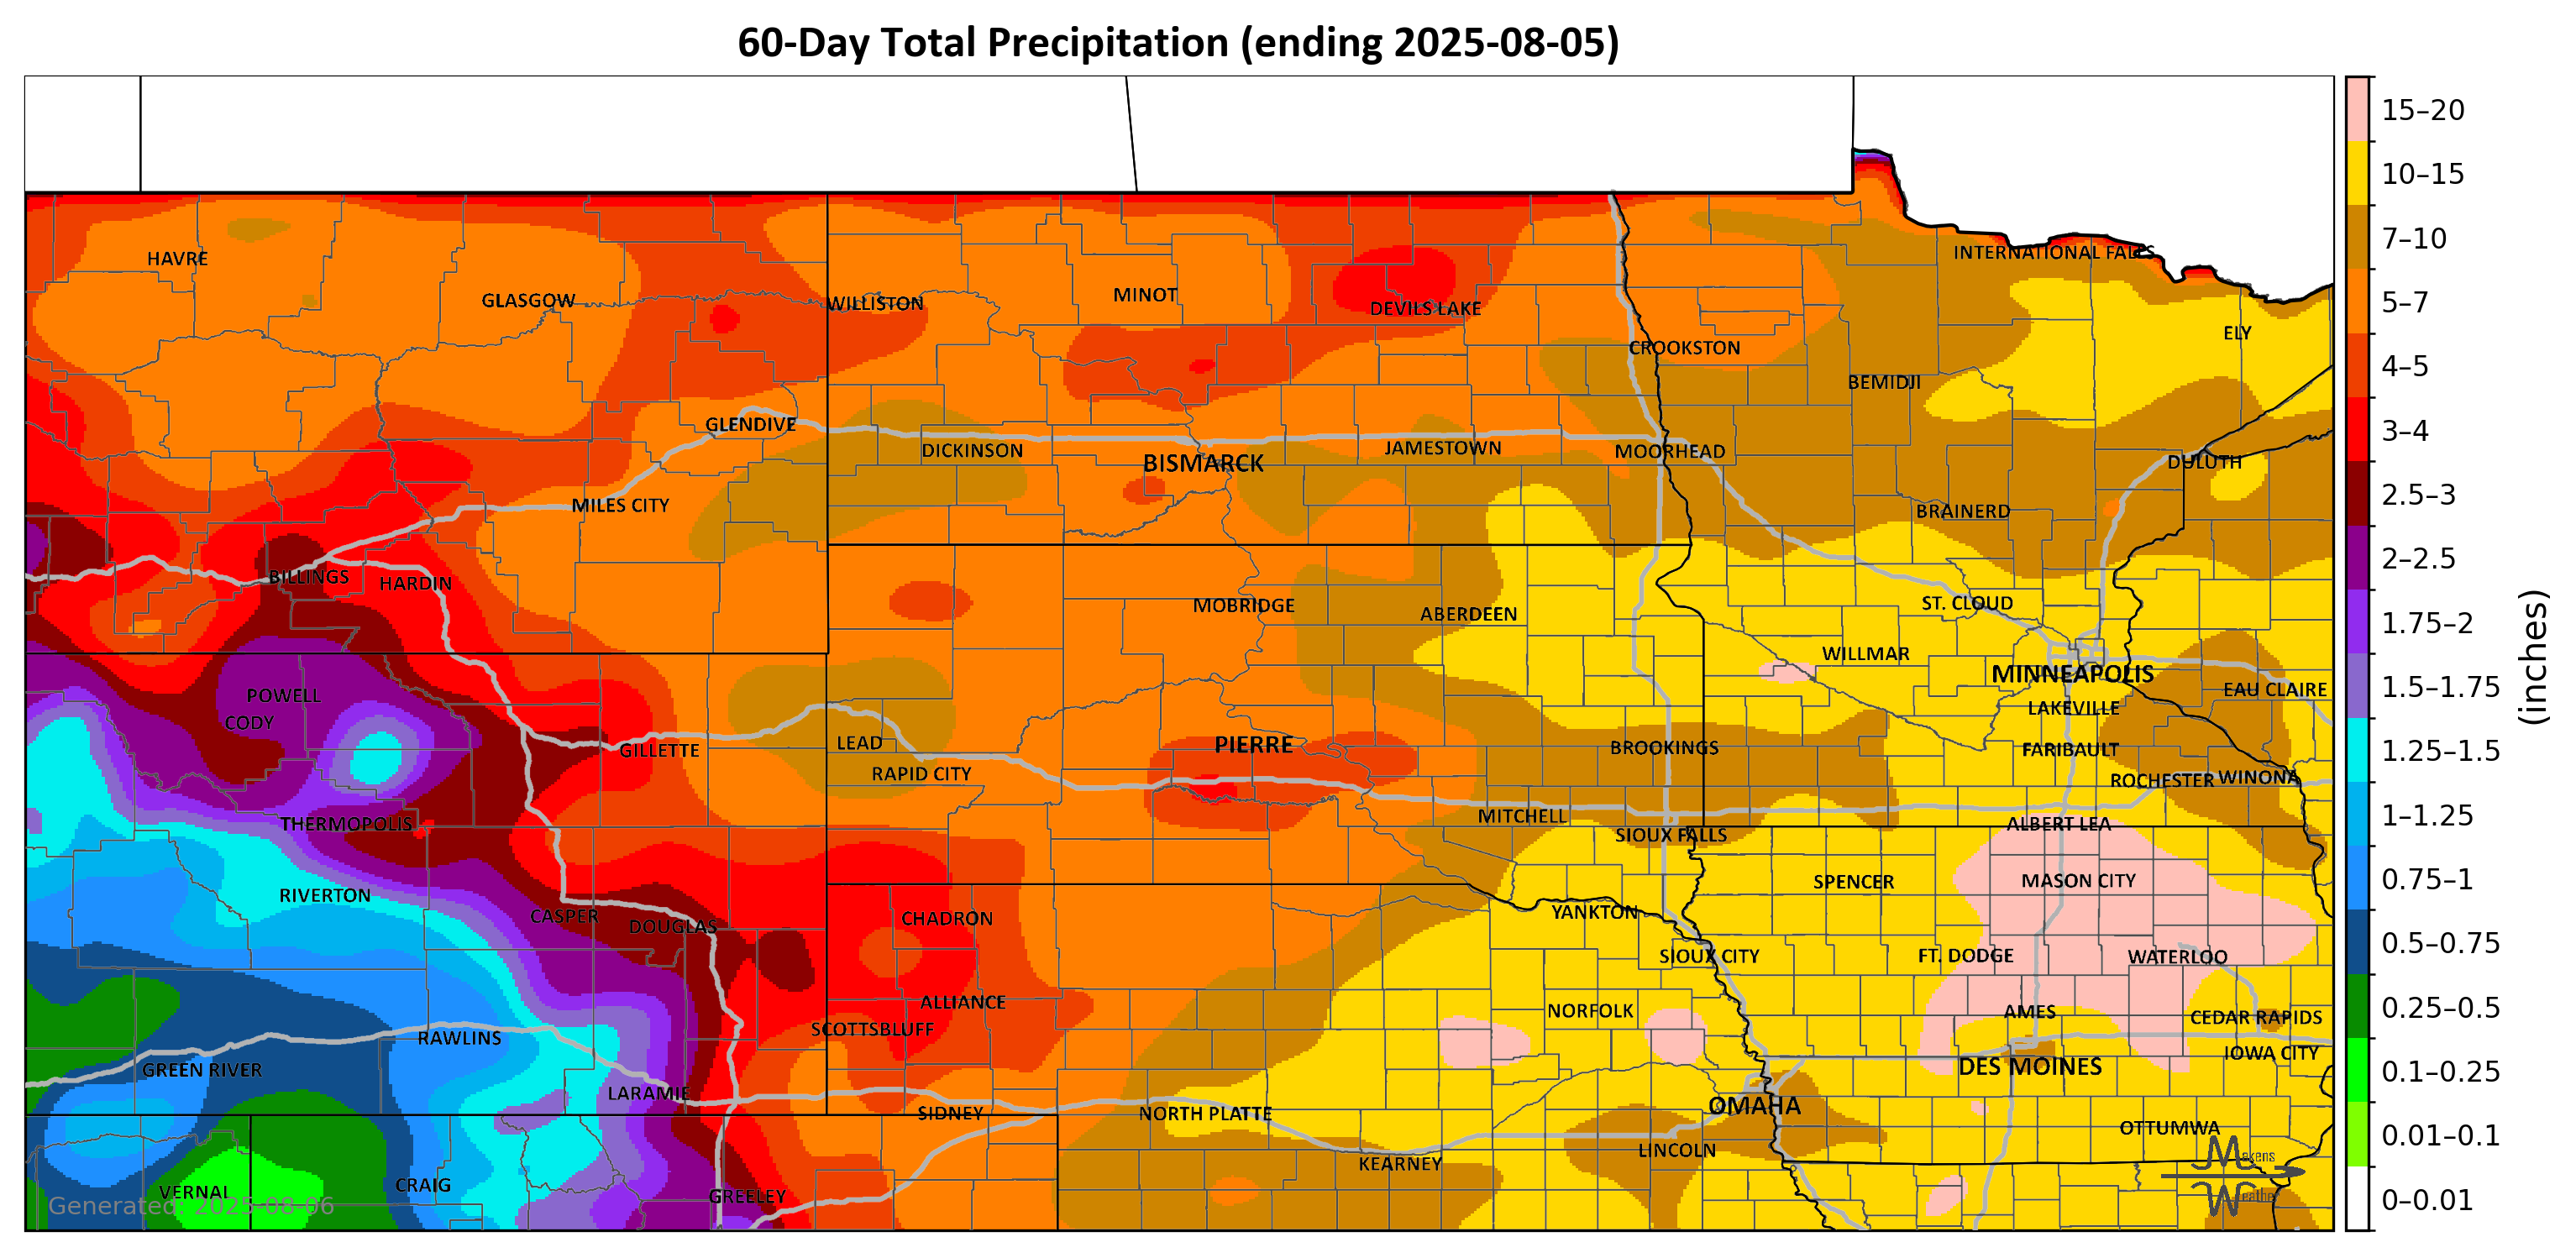 60-Day Total Precipitation (ending 2025-08-05)
15–20
10–15
7–10
5–7
4–5
3–4
2.5–3
2–2.5
1.75–2
1.5–1.75
1.25–1.5
1–1.25
0.75–1
0.5–0.75
0.25–0.5
0.1–0.25
0.01–0.1
0–0.01
(inches)
INTERNATIONAL FALLS
HAVRE
GLASGOW
WILLISTON
MINOT
DEVILS LAKE
ELY
CROOKSTON
BEMIDJI
GLENDIVE
DICKINSON
BISMARCK
JAMESTOWN
MOORHEAD
DULUTH
MILES CITY
BRAINERD
BILLINGS
HARDIN
MOBRIDGE
ABERDEEN
ST. CLOUD
WILLMAR
MINNEAPOLIS
POWELL
EAU CLAIRE
CODY
LAKEVILLE
GILLETTE
LEAD
PIERRE
BROOKINGS
FARIBAULT
RAPID CITY
ROCHESTER
WINONA
THERMOPOLIS
MITCHELL
SIOUX FALLS
ALBERT LEA
RIVERTON
SPENCER
MASON CITY
CASPER
DOUGLAS
CHADRON
YANKTON
SIOUX CITY
FT. DODGE
WATERLOO
ALLIANCE
NORFOLK
AMES
CEDAR RAPIDS
SCOTTSBLUFF
RAWLINS
IOWA CITY
GREEN RIVER
DES MOINES
LARAMIE
OMAHA
SIDNEY
NORTH PLATTE
OTTUMWA
LINCOLN
KEARNEY
VERNAL
CRAIG
GREELEY
Generated: 2025-08-06
Makens
Weather